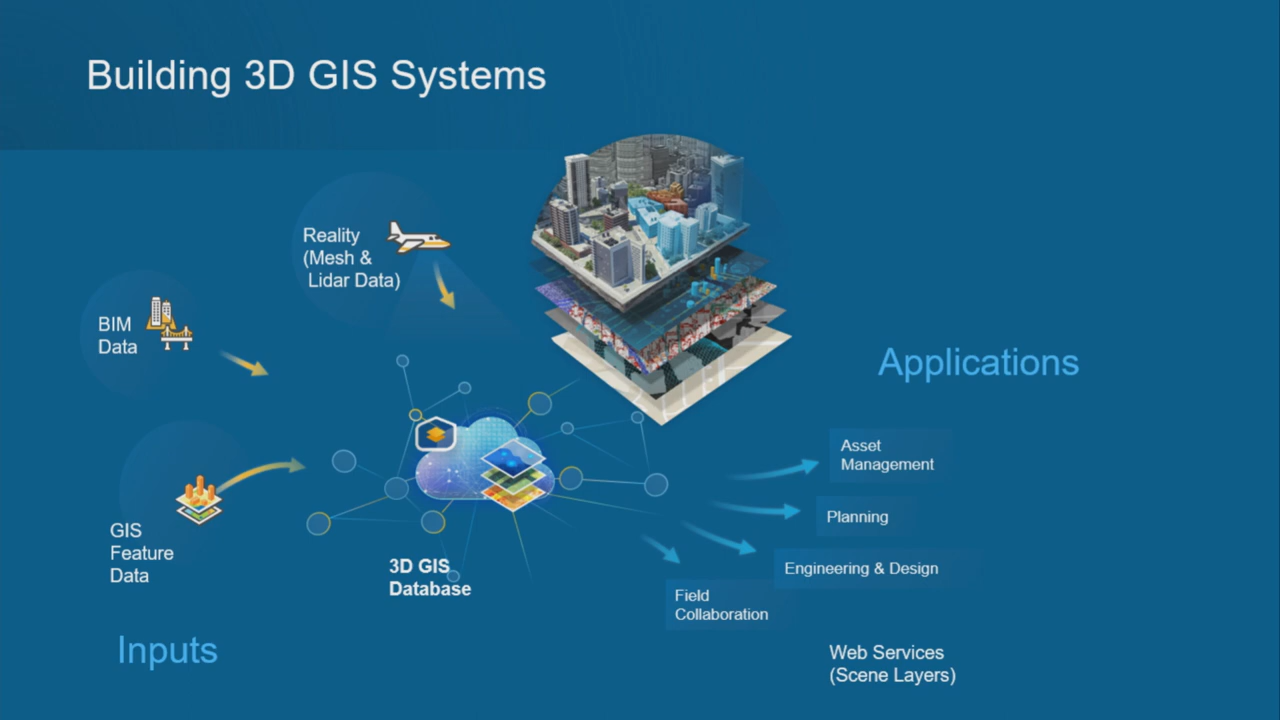 Building 3D GIS Systems
Reality
(Mesh &
Lidar Data)
BIM
Data
Applications
Asset
Management
Planning
GIS
Feature
Data
3D GIS
Database
Engineering & Design
Field
Collaboration
Inputs
Web Services
(Scene Layers)